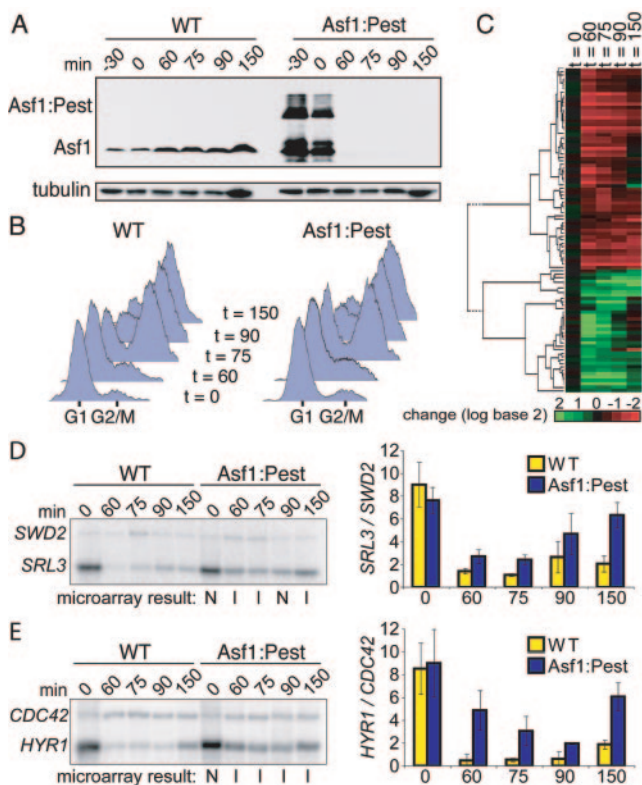 A
WT
Asf1:Pest
min
-30 0 60 75 90 150
-30 0 60 75 90 150
Asf1:Pest
Asf1
tubulin
B
WT
Asf1:Pest
t = 150
t = 90
t = 75
t = 60
t = 0
G1 G2/M
G1 G2/M
C
t = 0
t = 60
t = 75
t = 90
t = 150
2 1 0 -1 -2
change (log base 2)
D
WT
Asf1:Pest
min
0 60 75 90 150
0 60 75 90 150
SWD2
SRL3
microarray result: N I I N I
SRL3 / SWD2
12
10
8
6
4
2
0
WT
Asf1:Pest
0 60 75 90 150
E
WT
Asf1:Pest
min
0 60 75 90 150
0 60 75 90 150
CDC42
HYR1
microarray result: N I I I I
HYR1 / CDC42
12
10
8
6
4
2
0
WT
Asf1:Pest
0 60 75 90 150